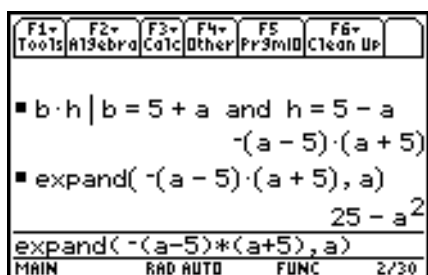 F1▾ F2▾ F3▾ F4▾ F5 F6▾
Tools Algebra Calc Other PrgmIO Clean Up
▪ b·h | b = 5 + a and h = 5 − a
⁻(a − 5)·(a + 5)
▪ expand(⁻(a − 5)·(a + 5), a)
25 − a²
expand(⁻(a-5)*(a+5),a)
MAIN RAD AUTO FUNC 2/30